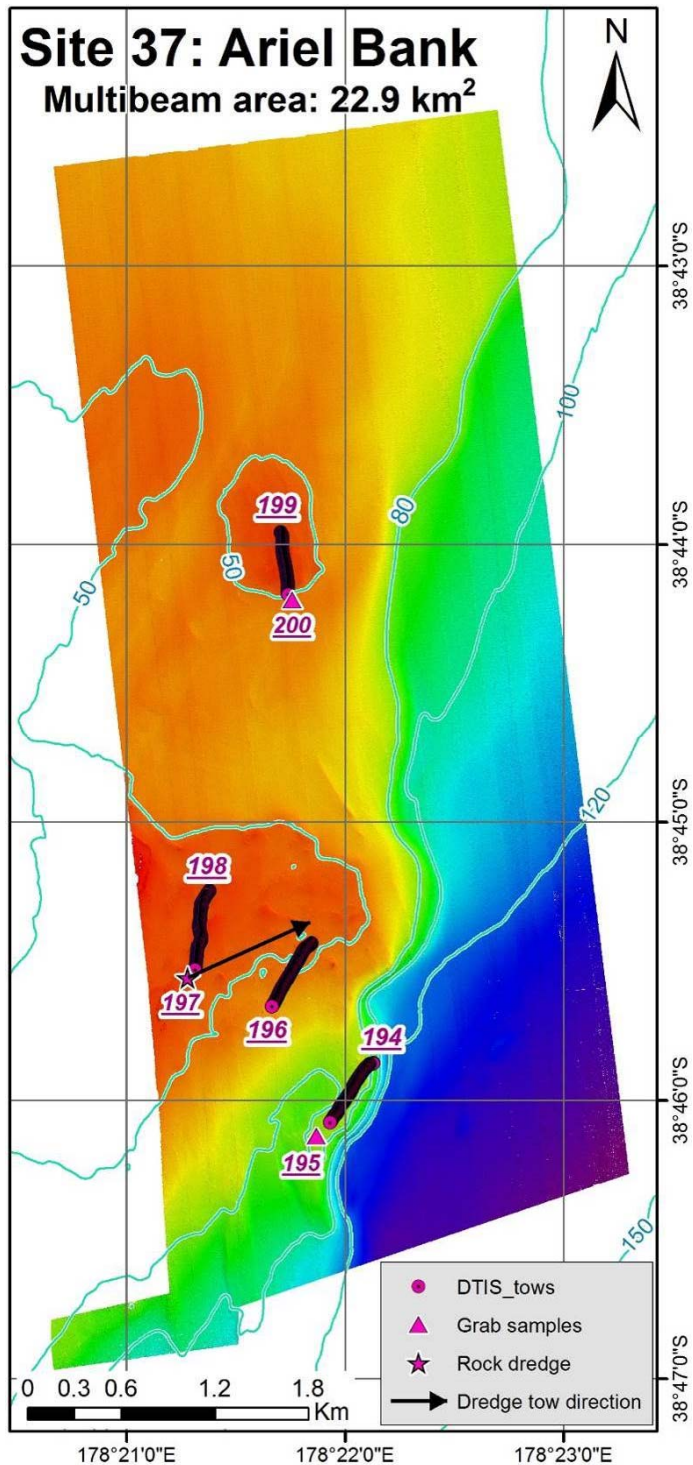 Site 37: Ariel Bank
Multibeam area: 22.9 km²
N
38°43'0"S
100
80
199
38°44'0"S
50
50
200
120
38°45'0"S
198
197
196
194
38°46'0"S
195
150
DTIS_tows
Grab samples
Rock dredge
Dredge tow direction
38°47'0"S
0 0.3 0.6 1.2 1.8
Km
178°21'0"E 178°22'0"E 178°23'0"E